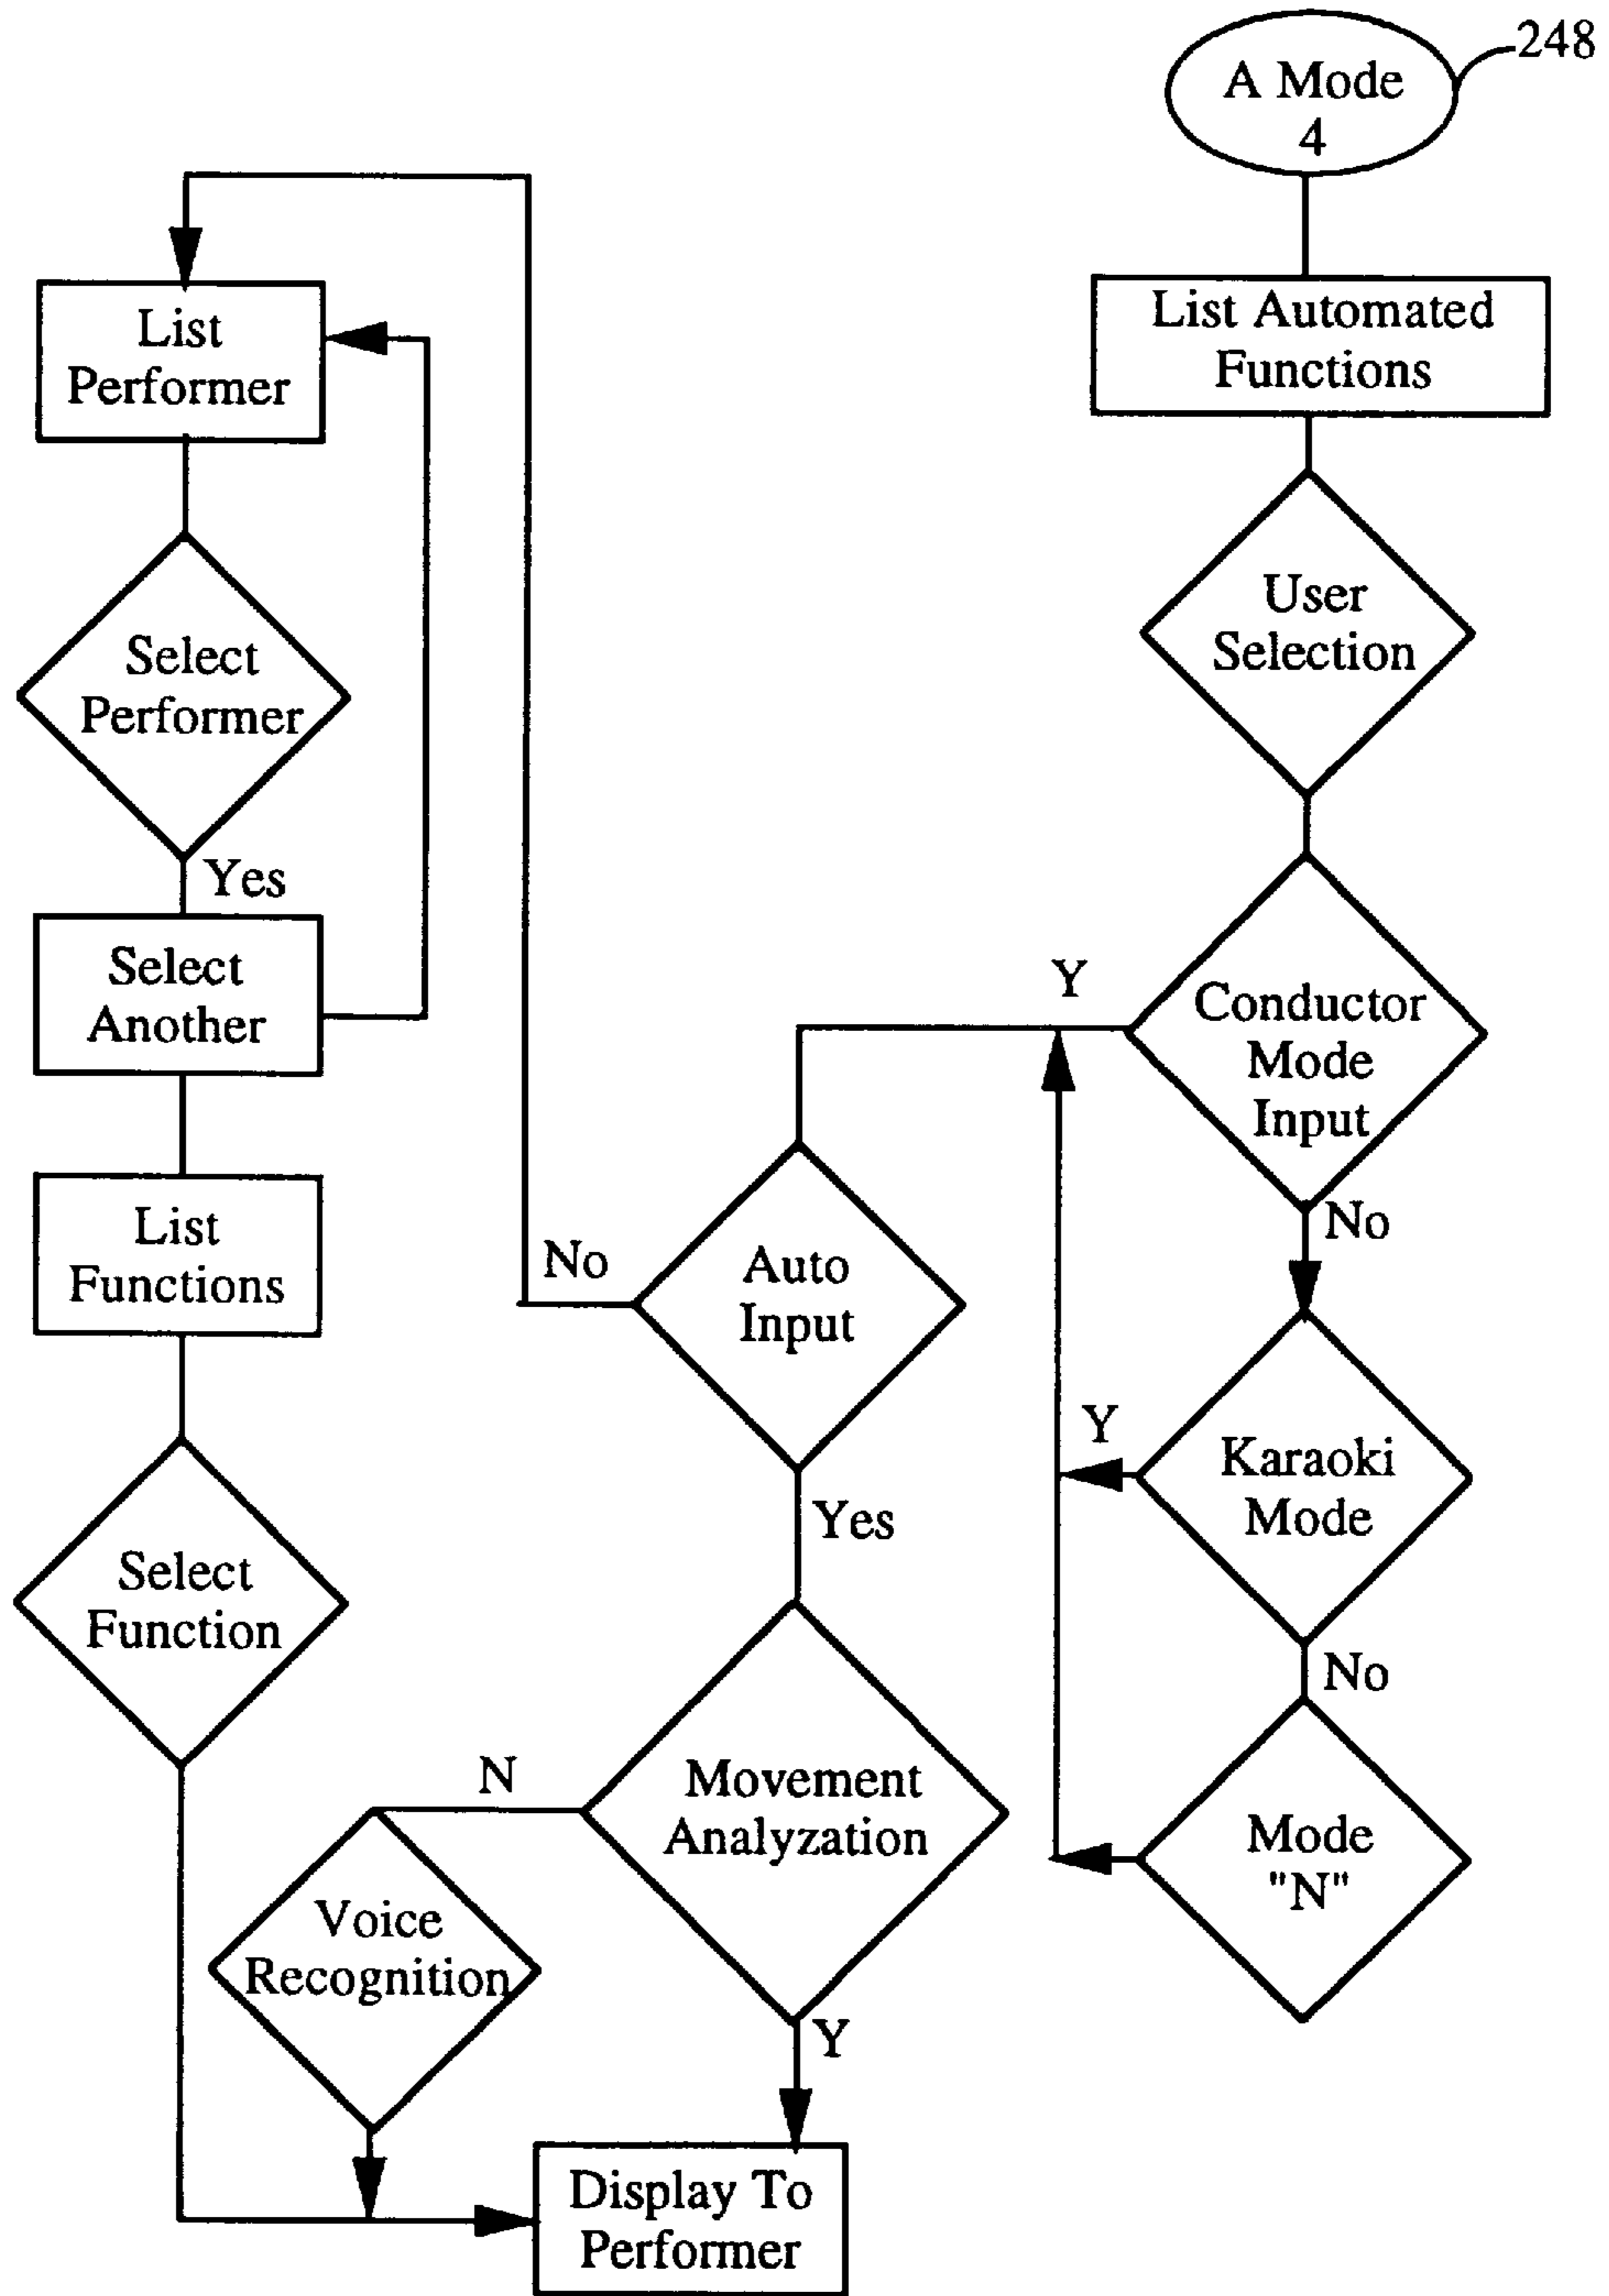 248
A Mode
4
List Automated
Functions
User
Selection
Conductor
Mode
Input
Y
No
Karaoki
Mode
Y
No
Mode
"N"
Auto
Input
No
Yes
Movement
Analyzation
N
Y
Voice
Recognition
Display To
Performer
List
Performer
Select
Performer
Yes
Select
Another
List
Functions
Select
Function